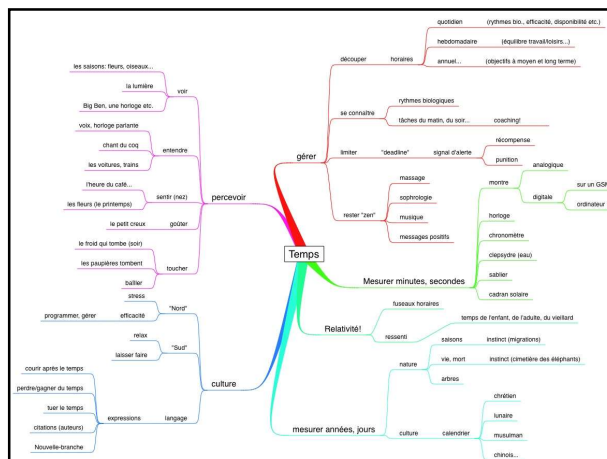 Temps
percevoir
voir
les saisons: fleurs, oiseaux...
la lumière
Big Ben, une horloge etc.
entendre
voix, horloge parlante
chant du coq
les voitures, trains
sentir (nez)
l'heure du café...
les fleurs (le printemps)
goûter
le petit creux
toucher
le froid qui tombe (soir)
les paupières tombent
bailler
culture
"Nord"
stress
efficacité
programmer, gérer
"Sud"
relax
laisser faire
langage
expressions
courir après le temps
perdre/gagner du temps
tuer le temps
citations (auteurs)
Nouvelle-branche
gérer
découper
horaires
quotidien
(rythmes bio., efficacité, disponibilité etc.)
hebdomadaire
(équilibre travail/loisirs...)
annuel...
(objectifs à moyen et long terme)
se connaître
rythmes biologiques
tâches du matin, du soir...
coaching!
limiter
"deadline"
signal d'alerte
récompense
punition
rester "zen"
massage
sophrologie
musique
messages positifs
Mesurer minutes, secondes
montre
analogique
digitale
sur un GSM
ordinateur
horloge
chronomètre
clepsydre (eau)
sablier
cadran solaire
Relativité!
fuseaux horaires
ressenti
temps de l'enfant, de l'adulte, du vieillard
mesurer années, jours
nature
saisons
instinct (migrations)
vie, mort
instinct (cimetière des éléphants)
arbres
culture
calendrier
chrétien
lunaire
musulman
chinois...